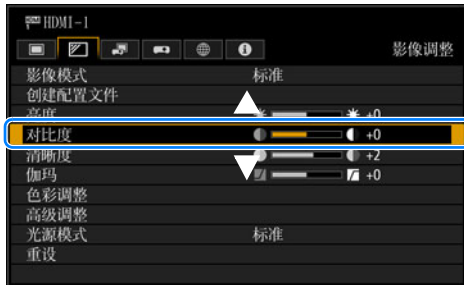 HDMI-1
影像调整
影像模式 标准
创建配置文件
亮度 +0
对比度 +0
清晰度 +2
伽玛 +0
色彩调整
高级调整
光源模式 标准
重设